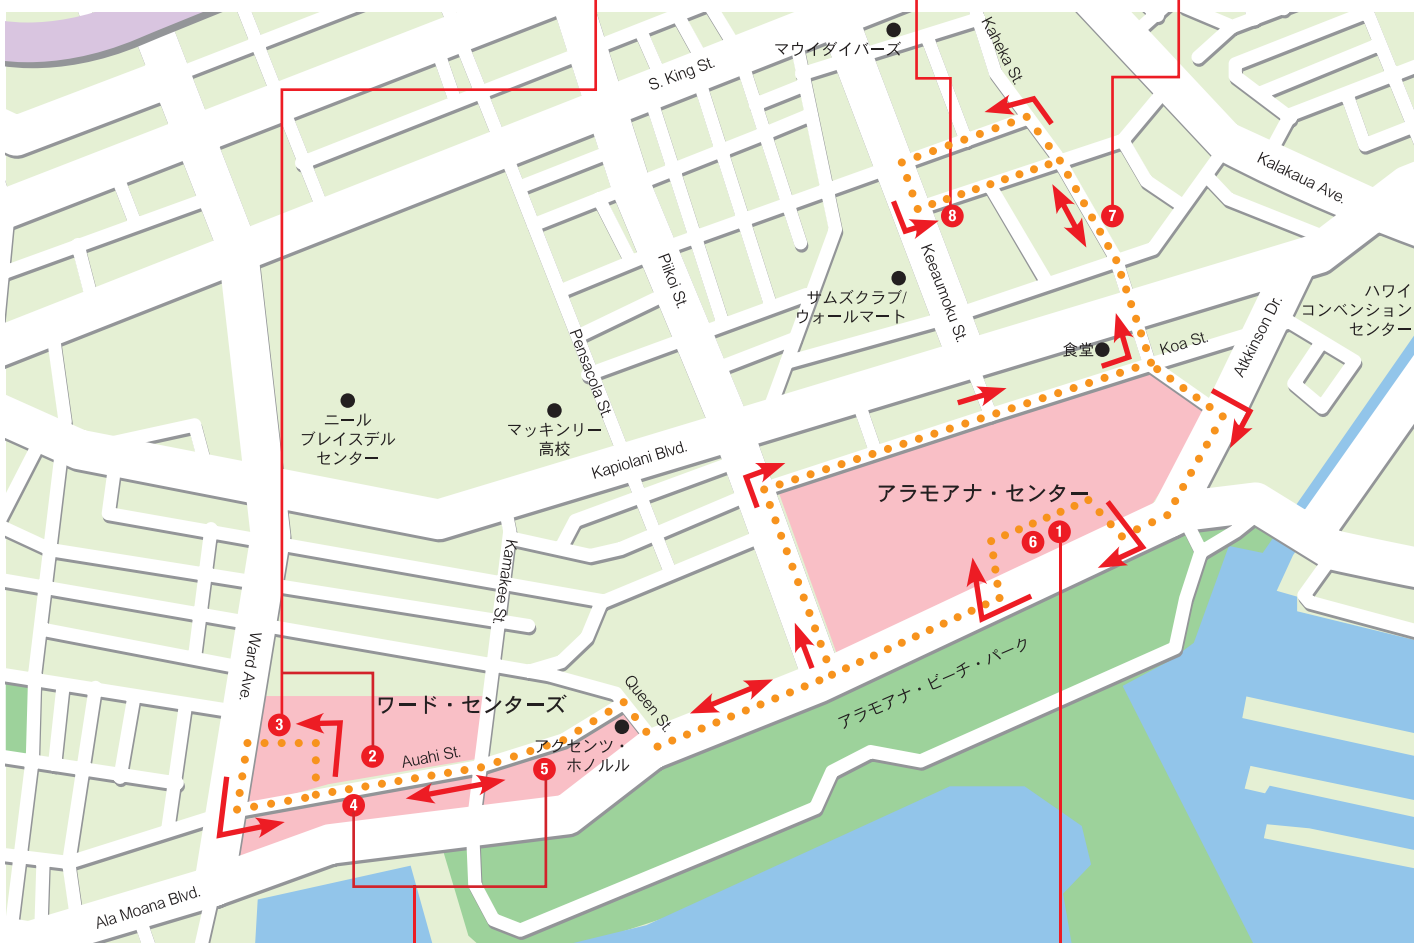 マウイダイバーズ
Kaheka St.
S. King St.
Kalakaua Ave.
8
7
Piikoi St.
Keeaumoku St.
サムズクラブ/
ウォールマート
ハワイ
コンベンション
センター
Atkkinson Dr.
Koa St.
食堂
Pensacola St.
ニール
ブレイスデル
センター
マッキンリー
高校
Kapiolani Blvd.
アラモアナ・センター
6
1
Kamakee St.
Ward Ave.
アラモアナ・ビーチ・パーク
Queen St.
ワード・センターズ
3
2
Auahi St.
アクセンツ・
ホノルル
5
4
Ala Moana Blvd.